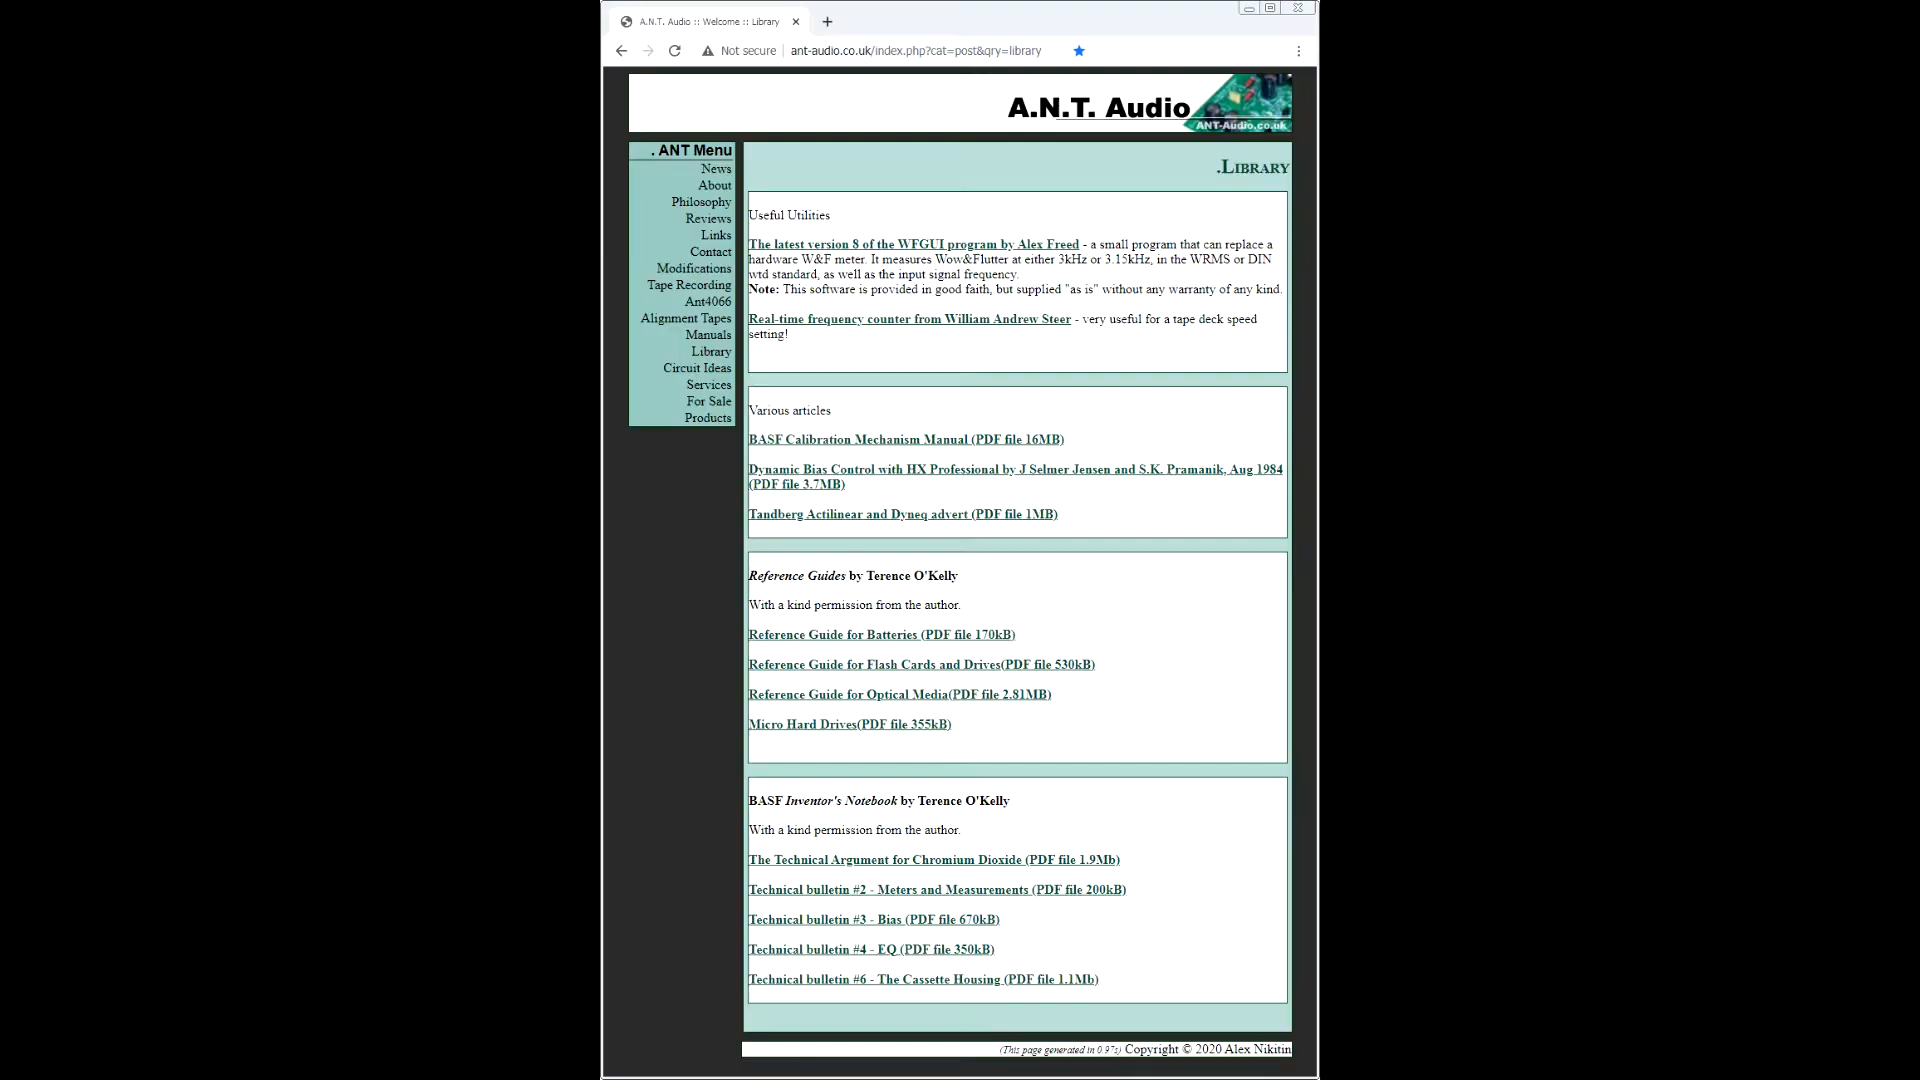 A.N.T. Audio :: Welcome :: Library
Not secure
ant-audio.co.uk/index.php?cat=post&qry=library
A.N.T. Audio
ANT-Audio.co.uk
. ANT Menu
News
About
Philosophy
Reviews
Links
Contact
Modifications
Tape Recording
Ant4066
Alignment Tapes
Manuals
Library
Circuit Ideas
Services
For Sale
Products
.Library
Useful Utilities
The latest version 8 of the WFGUI program by Alex Freed - a small program that can replace a
hardware W&F meter. It measures Wow&Flutter at either 3kHz or 3.15kHz, in the WRMS or DIN
wtd standard, as well as the input signal frequency.
Note: This software is provided in good faith, but supplied "as is" without any warranty of any kind.
Real-time frequency counter from William Andrew Steer - very useful for a tape deck speed
setting!
Various articles
BASF Calibration Mechanism Manual (PDF file 16MB)
Dynamic Bias Control with HX Professional by J Selmer Jensen and S.K. Pramanik, Aug 1984
(PDF file 3.7MB)
Tandberg Actilinear and Dyneq advert (PDF file 1MB)
Reference Guides by Terence O'Kelly
With a kind permission from the author.
Reference Guide for Batteries (PDF file 170kB)
Reference Guide for Flash Cards and Drives(PDF file 530kB)
Reference Guide for Optical Media(PDF file 2.81MB)
Micro Hard Drives(PDF file 355kB)
BASF Inventor's Notebook by Terence O'Kelly
With a kind permission from the author.
The Technical Argument for Chromium Dioxide (PDF file 1.9Mb)
Technical bulletin #2 - Meters and Measurements (PDF file 200kB)
Technical bulletin #3 - Bias (PDF file 670kB)
Technical bulletin #4 - EQ (PDF file 350kB)
Technical bulletin #6 - The Cassette Housing (PDF file 1.1Mb)
(This page generated in 0.97s) Copyright © 2020 Alex Nikitin